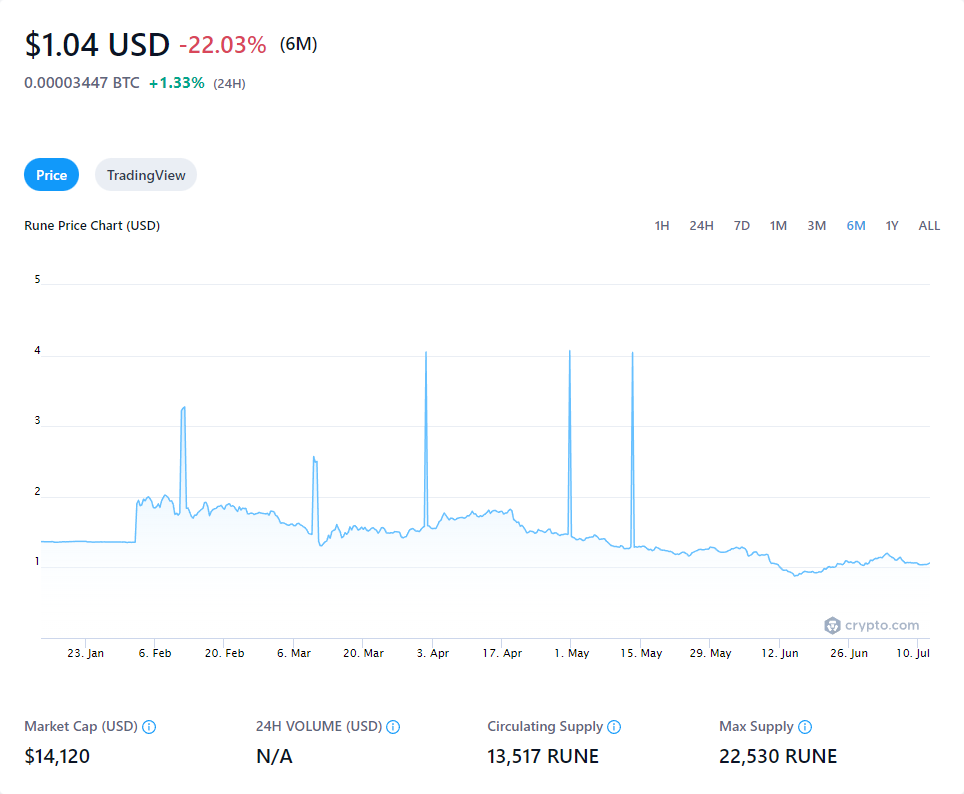 $1.04 USD -22.03% (6M)
0.00003447 BTC +1.33% (24H)
Price TradingView
Rune Price Chart (USD) 1H 24H 7D 1M 3M 6M 1Y ALL
5
4
3
2
1
crypto.com
23. Jan 6. Feb 20. Feb 6. Mar 20. Mar 3. Apr 17. Apr 1. May 15. May 29. May 12. Jun 26. Jun 10. Jul
Market Cap (USD) 24H VOLUME (USD) Circulating Supply Max Supply
$14,120 N/A 13,517 RUNE 22,530 RUNE